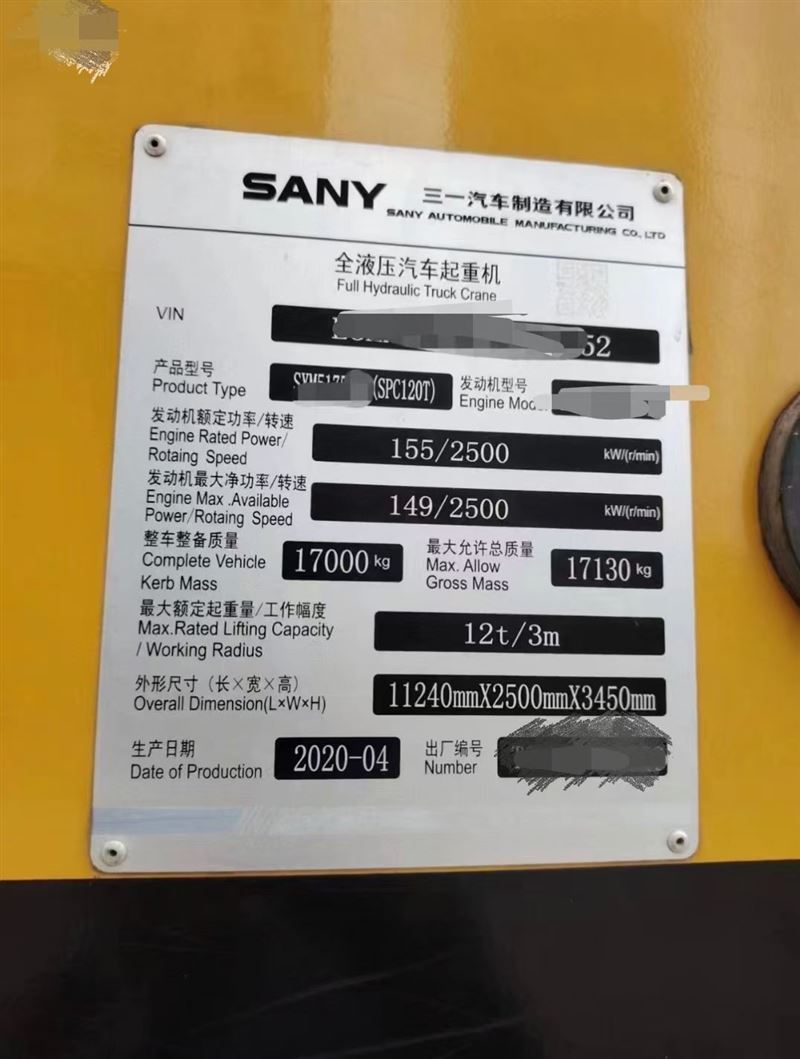 SANY 三一汽车制造有限公司
SANY AUTOMOBILE MANUFACTURING CO., LTD
全液压汽车起重机
Full Hydraulic Truck Crane
VIN 52
产品型号 (SPC120T) 发动机型号
Product Type Engine
发动机额定功率/转速
Engine Rated Power/ 155/2500 kW/(r/min)
Rotaing Speed
发动机最大净功率/转速
Engine Max .Available 149/2500 kW/(r/min)
Power/Rotaing Speed
整车整备质量 最大允许总质量
Complete Vehicle 17000 kg Max. Allow 17130 kg
Kerb Mass Gross Mass
最大额定起重量/工作幅度
Max.Rated Lifting Capacity 12t/3m
/ Working Radius
外形尺寸（长×宽×高）
Overall Dimension(L×W×H) 11240mmX2500mmX3450mm
生产日期 2020-04 出厂编号
Date of Production Number